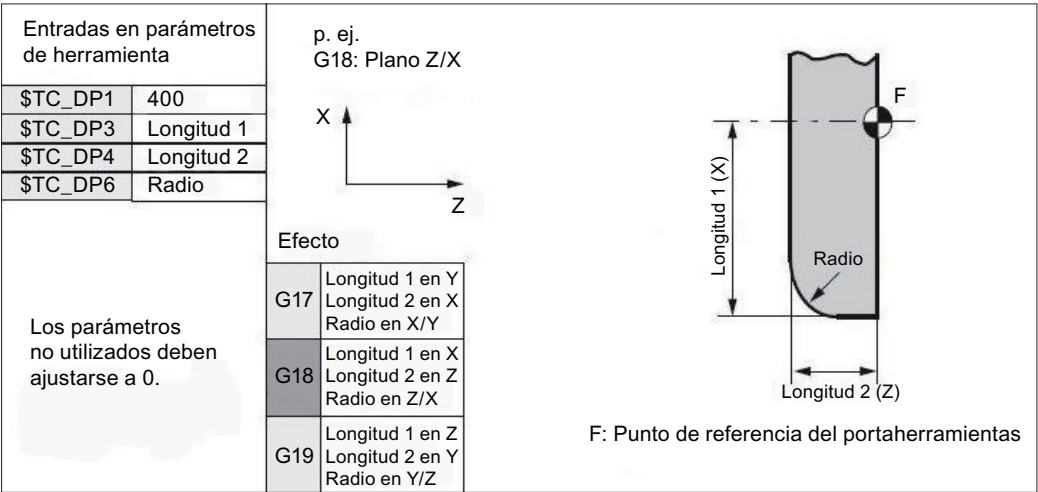 Entradas en parámetros
de herramienta
$TC_DP1 400
$TC_DP3 Longitud 1
$TC_DP4 Longitud 2
$TC_DP6 Radio
Los parámetros
no utilizados deben
ajustarse a 0.
p. ej.
G18: Plano Z/X
X
Z
Efecto
G17
Longitud 1 en Y
Longitud 2 en X
Radio en X/Y
G18
Longitud 1 en X
Longitud 2 en Z
Radio en Z/X
G19
Longitud 1 en Z
Longitud 2 en Y
Radio en Y/Z
F
Longitud 1 (X)
Radio
Longitud 2 (Z)
F: Punto de referencia del portaherramientas